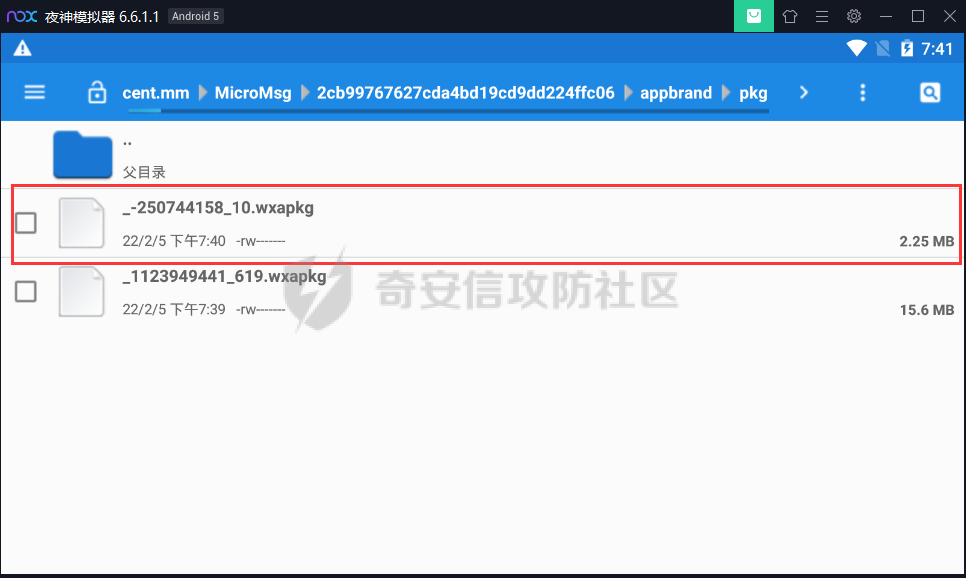 nox 夜神模拟器 6.6.1.1 Android 5
7:41
cent.mm MicroMsg 2cb99767627cda4bd19cd9dd224ffc06 appbrand pkg
..
父目录
_-250744158_10.wxapkg
22/2/5 下午7:40 -rw-------
2.25 MB
_1123949441_619.wxapkg
22/2/5 下午7:39 -rw-------
15.6 MB
奇安信攻防社区